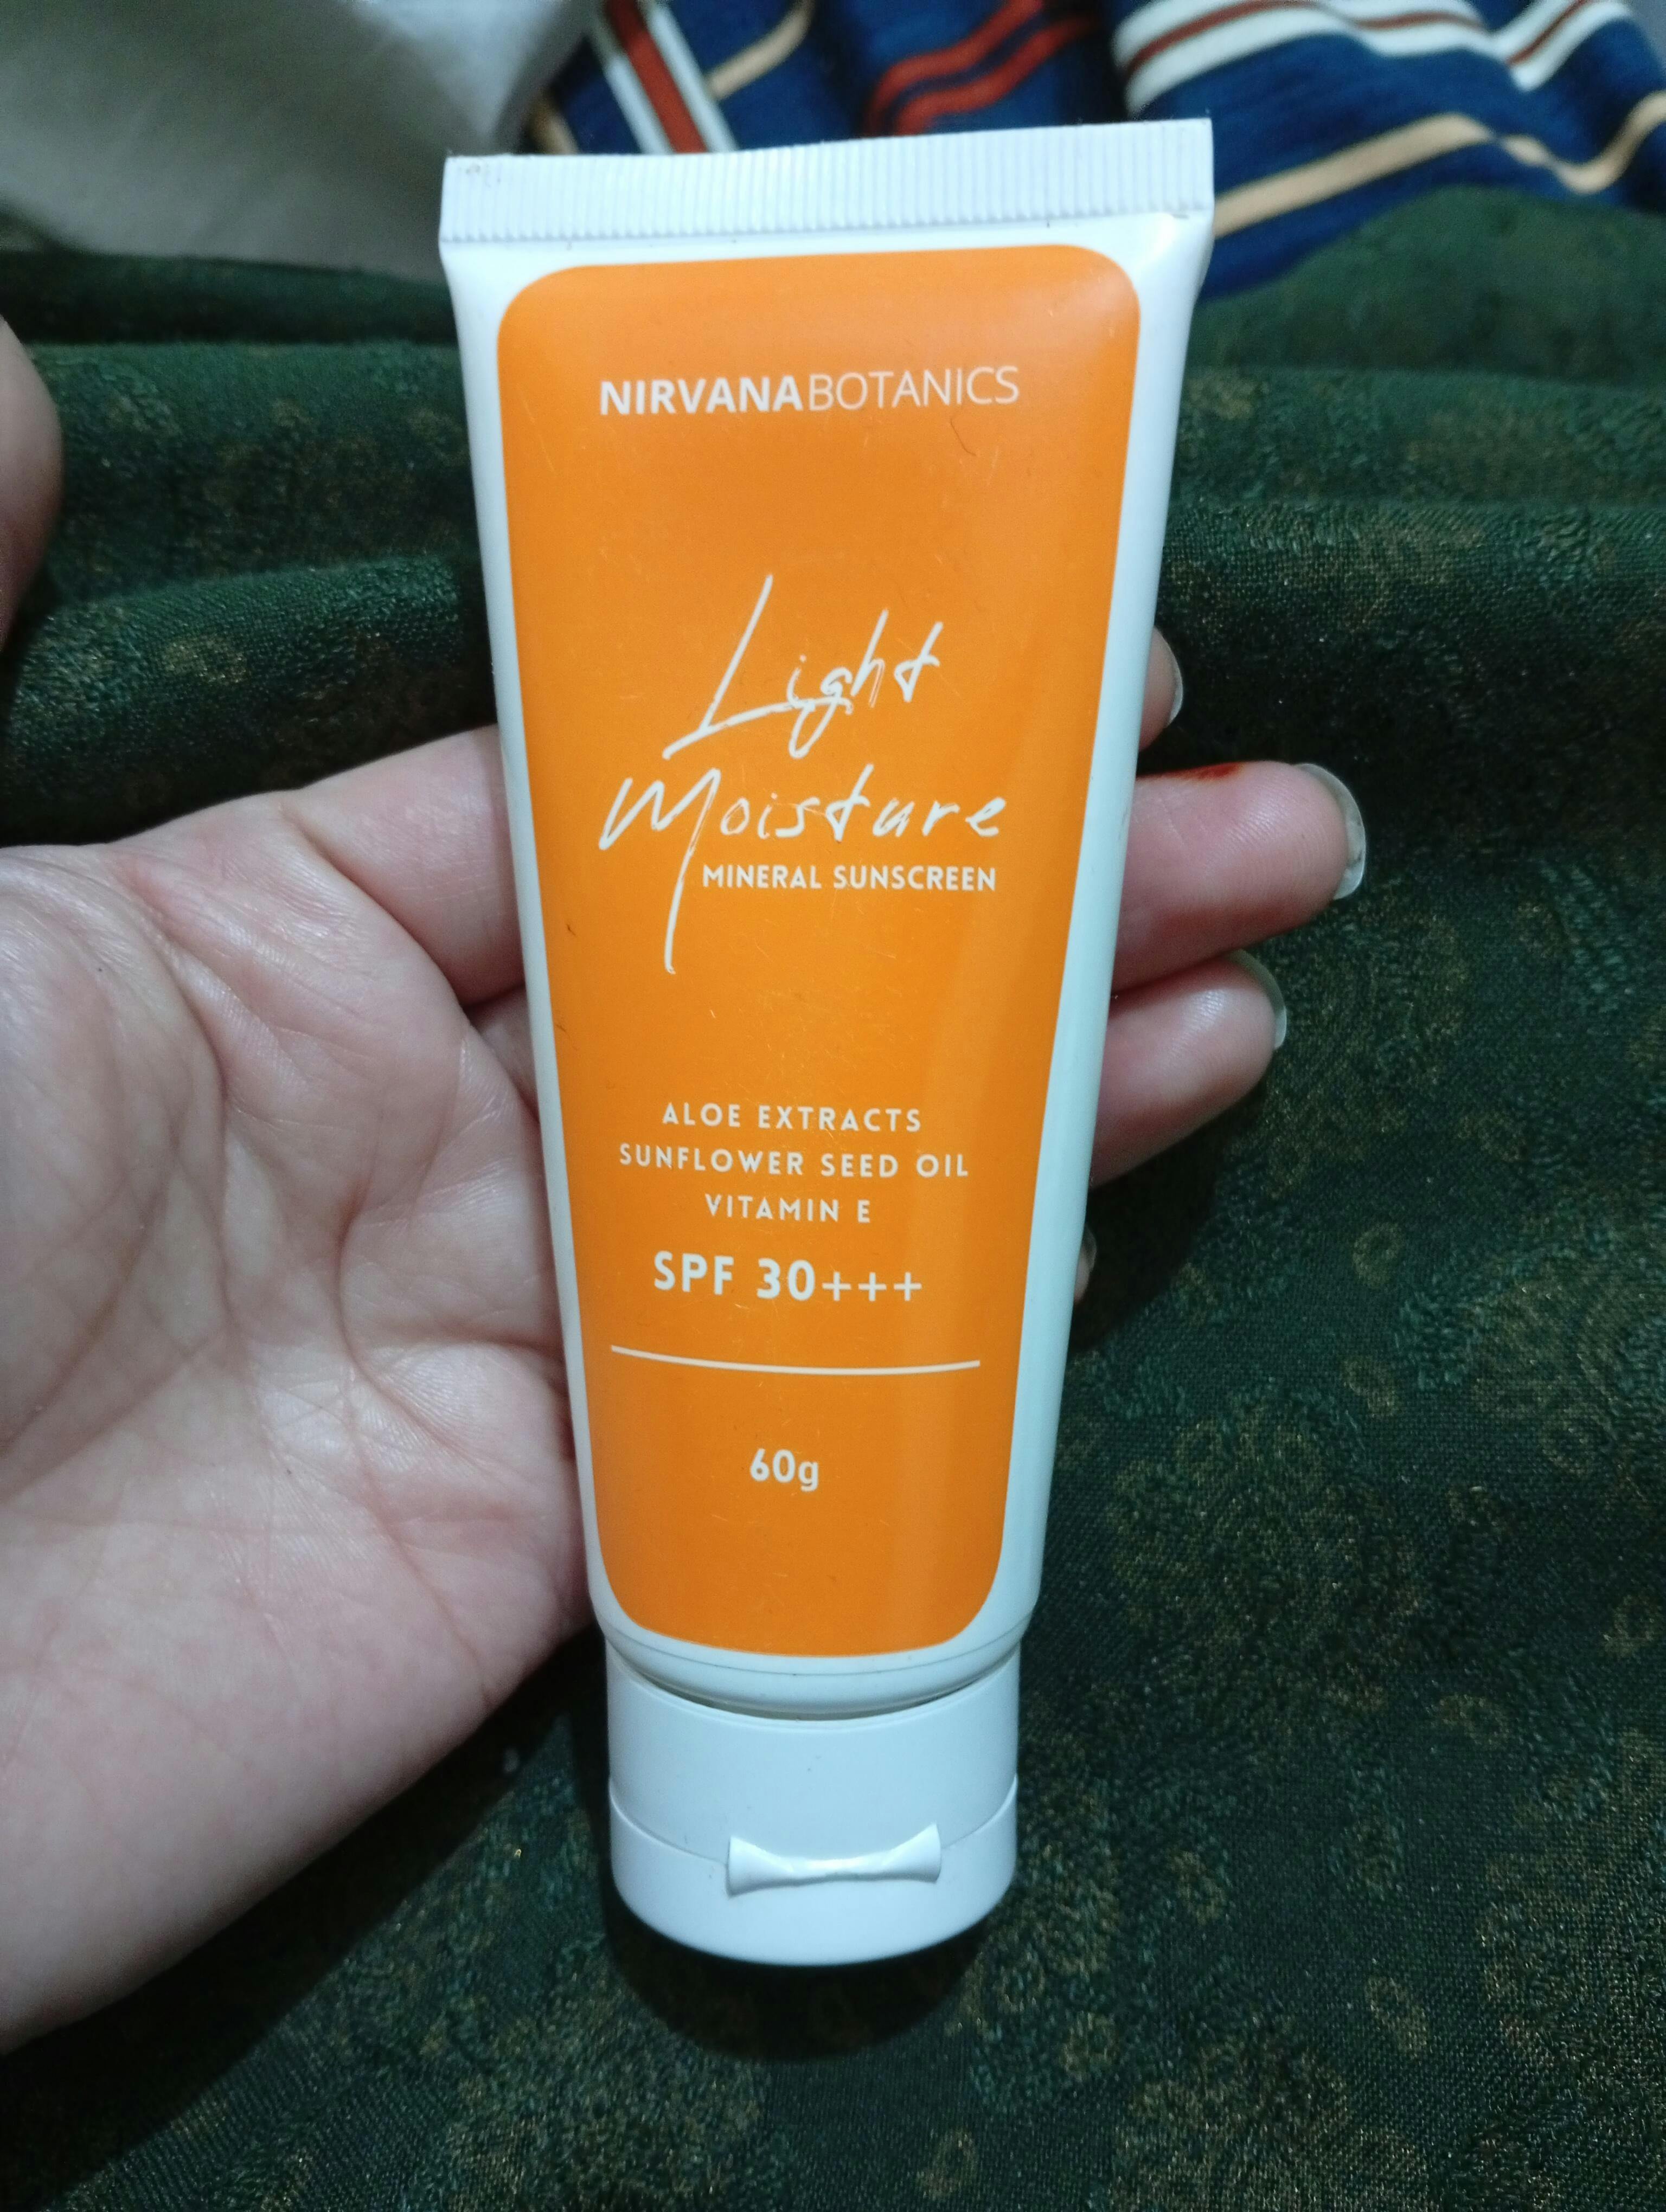 NIRVANABOTANICS
Light
Moisture
MINERAL SUNSCREEN
ALOE EXTRACTS
SUNFLOWER SEED OIL
VITAMIN E
SPF 30+++
60g